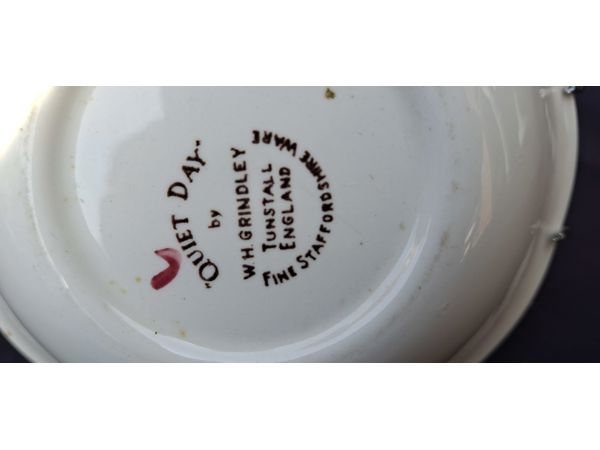 "QUIET DAY"
by
W.H. GRINDLEY
TUNSTALL
ENGLAND
FINE STAFFORDSHIRE WARE